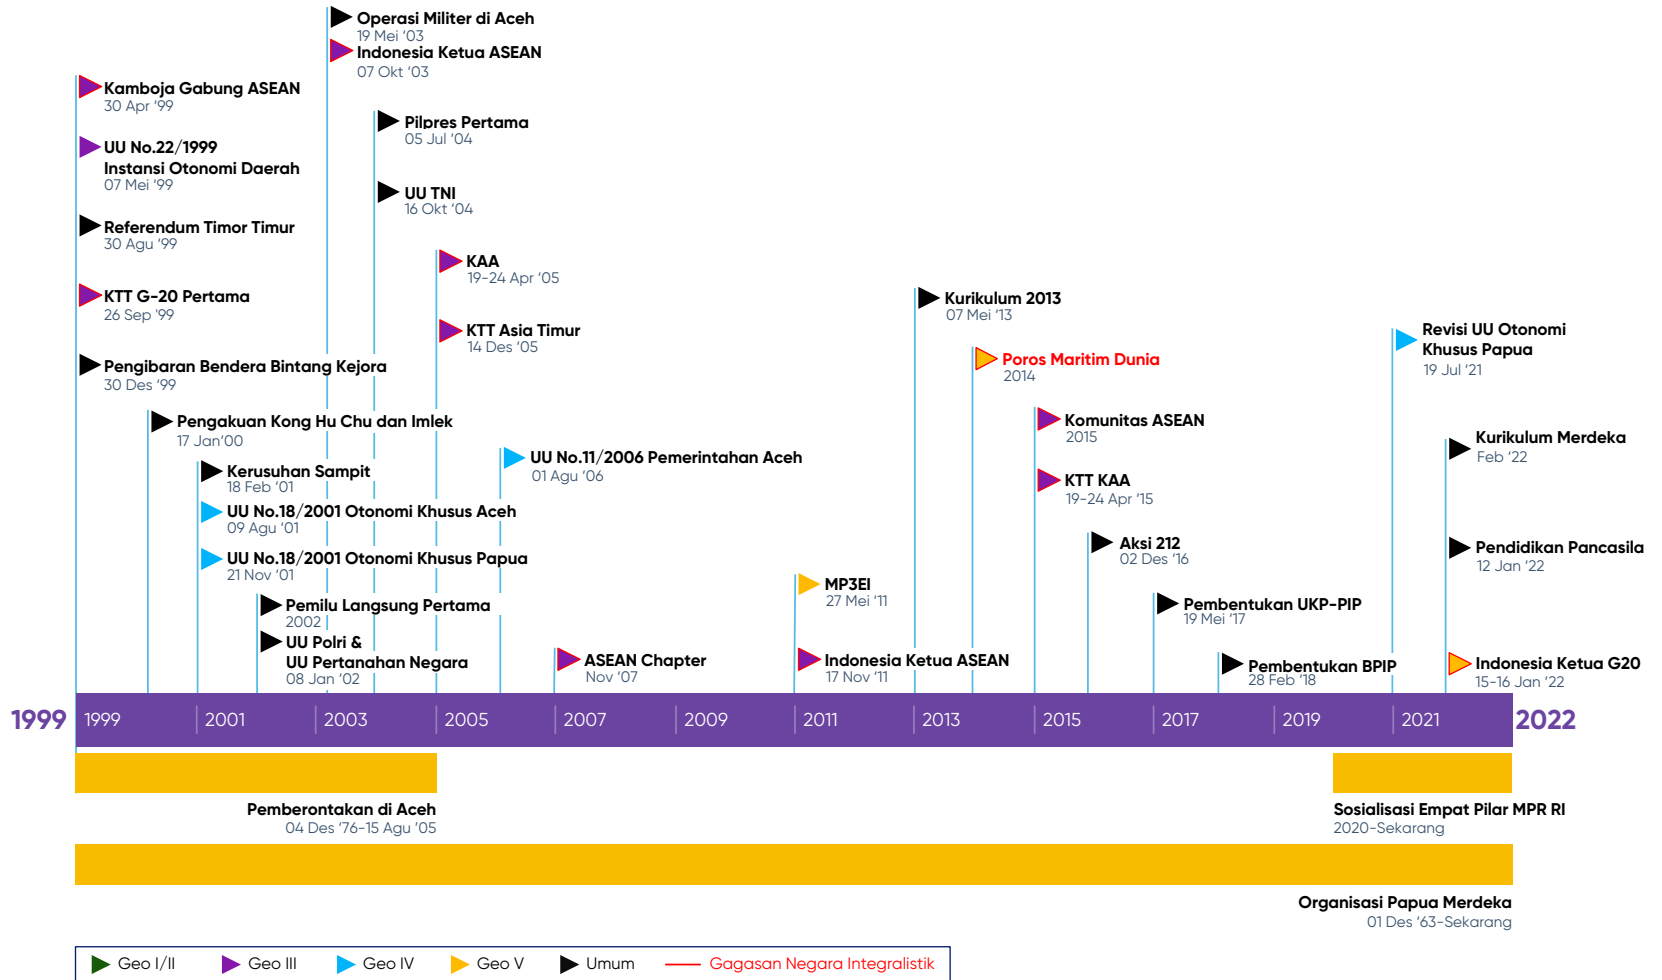 Operasi Militer di Aceh
19 Mei ‘03
Indonesia Ketua ASEAN
07 Okt ‘03
Kamboja Gabung ASEAN
30 Apr ‘99
UU No.22/1999
Instansi Otonomi Daerah
07 Mei ‘99
Referendum Timor Timur
30 Agu ‘99
KTT G-20 Pertama
26 Sep ‘99
Pengibaran Bendera Bintang Kejora
30 Des ‘99
Pengakuan Kong Hu Chu dan Imlek
17 Jan‘00
Kerusuhan Sampit
18 Feb ‘01
UU No.18/2001 Otonomi Khusus Aceh
09 Agu ‘01
UU No.18/2001 Otonomi Khusus Papua
21 Nov ‘01
Pemilu Langsung Pertama
2002
UU Polri &
UU Pertanahan Negara
08 Jan ‘02
Pilpres Pertama
05 Jul ‘04
UU TNI
16 Okt ‘04
KAA
19-24 Apr ‘05
KTT Asia Timur
14 Des ‘05
UU No.11/2006 Pemerintahan Aceh
01 Agu ‘06
ASEAN Chapter
Nov ‘07
MP3EI
27 Mei ‘11
Indonesia Ketua ASEAN
17 Nov ‘11
Kurikulum 2013
07 Mei ‘13
Poros Maritim Dunia
2014
Komunitas ASEAN
2015
KTT KAA
19-24 Apr ‘15
Aksi 212
02 Des ‘16
Pembentukan UKP-PIP
19 Mei ‘17
Pembentukan BPIP
28 Feb ‘18
Revisi UU Otonomi
Khusus Papua
19 Jul ‘21
Kurikulum Merdeka
Feb ‘22
Pendidikan Pancasila
12 Jan ‘22
Indonesia Ketua G20
15-16 Jan ‘22
1999 1999 2001 2003 2005 2007 2009 2011 2013 2015 2017 2019 2021 2022
Pemberontakan di Aceh
04 Des ‘76-15 Agu ‘05
Sosialisasi Empat Pilar MPR RI
2020-Sekarang
Organisasi Papua Merdeka
01 Des ‘63-Sekarang
Geo I/II Geo III Geo IV Geo V Umum Gagasan Negara Integralistik